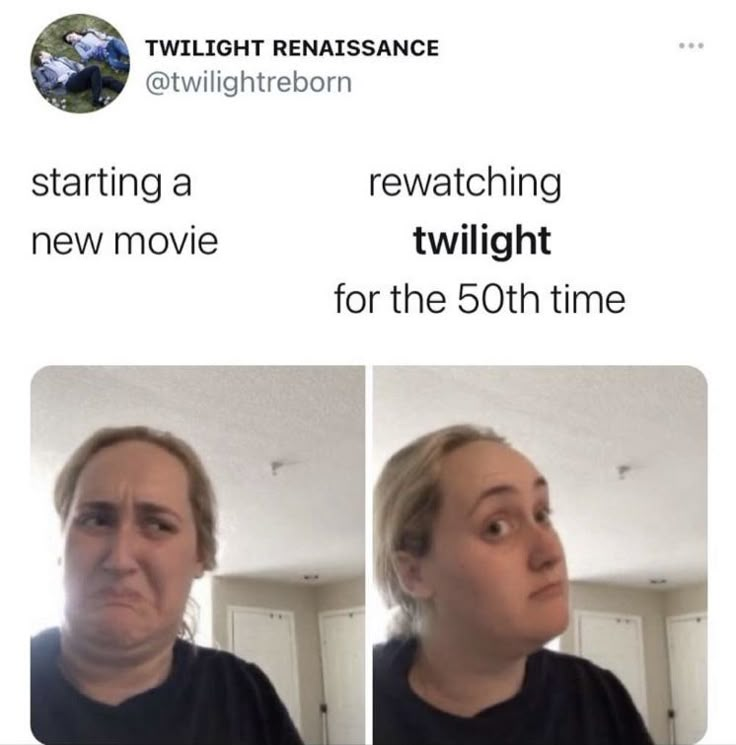 TWILIGHT RENAISSANCE
@twilightreborn
starting a
new movie
rewatching
twilight
for the 50th time